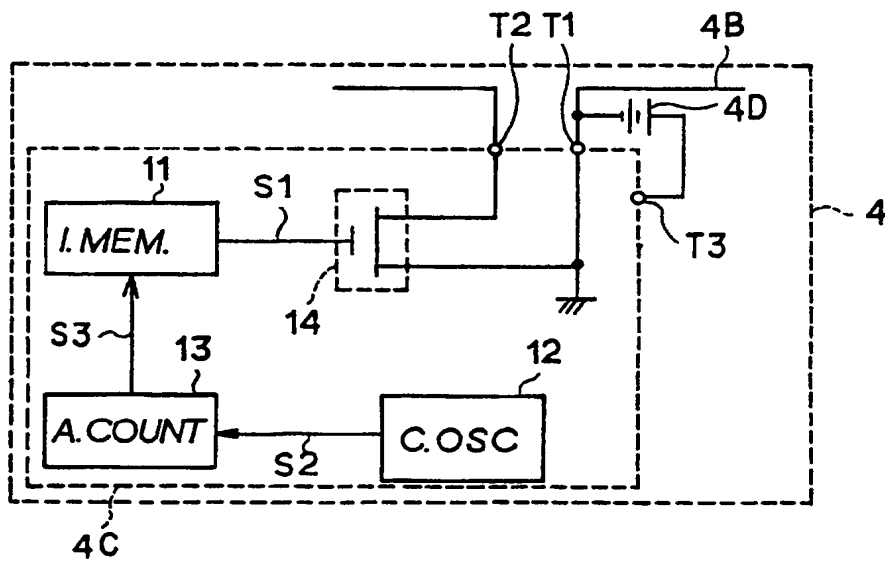 T2 T1
4B
4D
11
S1
I.MEM.
4
T3
14
S3
13
12
A.COUNT
S2
C.OSC
4C